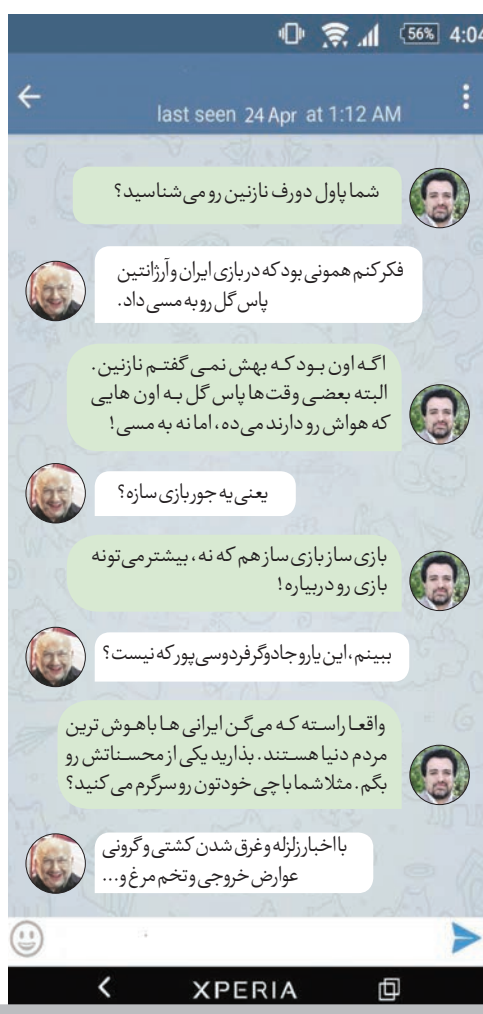 56% 4:04
last seen 24 Apr at 1:12 AM
شما پاول دورف نازنین رو می‌شناسید؟
فکر کنم همونی بود که در بازی ایران و آرژانتین
پاس گل رو به مسی داد.
اگه اون بود که بهش نمی گفتم نازنین.
البته بعضی وقت‌ها پاس گل به اون هایی
که هواش رو دارند می‌ده، اما نه به مسی!
یعنی یه جور بازی سازه؟
بازی ساز بازی ساز هم که نه، بیشتر می‌تونه
بازی رو دربیاره!
ببینم، این یارو جادوگر فردوسی پور که نیست؟
واقعا راسته که می‌گن ایرانی ها باهوش ترین
مردم دنیا هستند. بذارید یکی از محسناتش رو
بگم. مثلا شما با چی خودتون رو سرگرم می کنید؟
با اخبار زلزله و غرق شدن کشتی و گرونی
عوارض خروجی و تخم مرغ و...
XPERIA